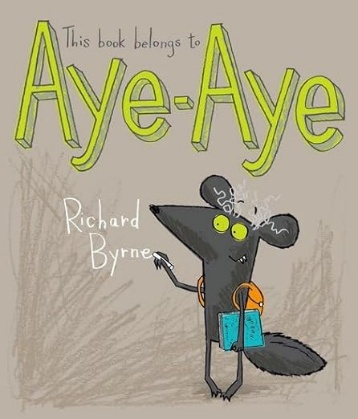 This book belongs to
Aye-Aye
Richard
Byrne